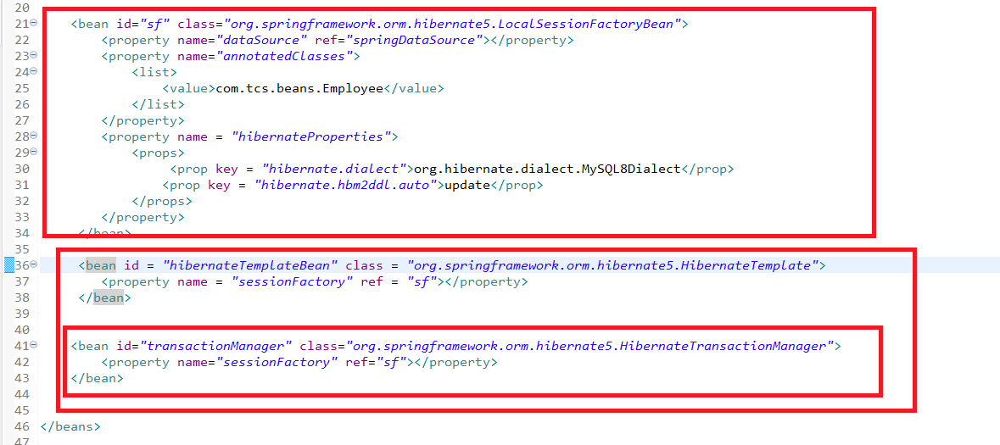 20
21 <bean id="sf" class="org.springframework.orm.hibernate5.LocalSessionFactoryBean">
22 <property name="dataSource" ref="springDataSource"></property>
23 <property name="annotatedClasses">
24 <list>
25 <value>com.tcs.beans.Employee</value>
26 </list>
27 </property>
28 <property name = "hibernateProperties">
29 <props>
30 <prop key = "hibernate.dialect">org.hibernate.dialect.MySQL8Dialect</prop>
31 <prop key = "hibernate.hbm2ddl.auto">update</prop>
32 </props>
33 </property>
34 </bean>
35
36 <bean id = "hibernateTemplateBean" class = "org.springframework.orm.hibernate5.HibernateTemplate">
37 <property name = "sessionFactory" ref = "sf"></property>
38 </bean>
39
40
41 <bean id="transactionManager" class="org.springframework.orm.hibernate5.HibernateTransactionManager">
42 <property name="sessionFactory" ref="sf"></property>
43 </bean>
44
45
46 </beans>
47